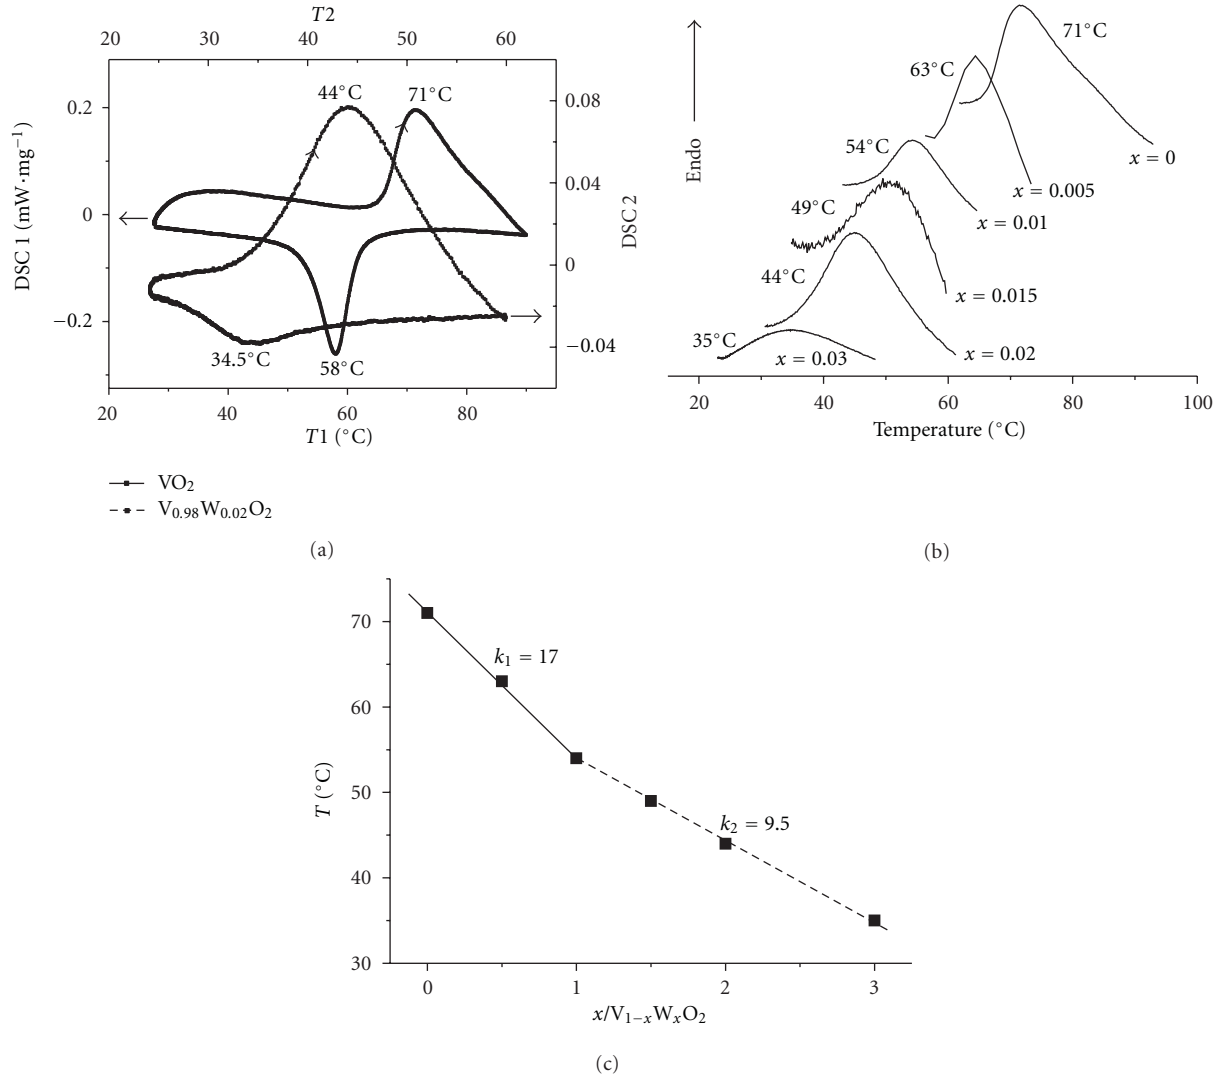 T2
20 30 40 50 60
0.2
0
−0.2
DSC 1 (mW·mg⁻¹)
44°C
71°C
34.5°C
58°C
0.08
0.04
0
−0.04
DSC 2
20 40 60 80
T1 (°C)
VO₂
V₀.₉₈W₀.₀₂O₂
(a)
Endo
71°C
63°C
x = 0
54°C
x = 0.005
49°C
x = 0.01
44°C
x = 0.015
35°C
x = 0.03
x = 0.02
20 40 60 80 100
Temperature (°C)
(b)
70
60
50
40
30
T (°C)
k₁ = 17
k₂ = 9.5
0 1 2 3
x/V₁₋ₓWₓO₂
(c)